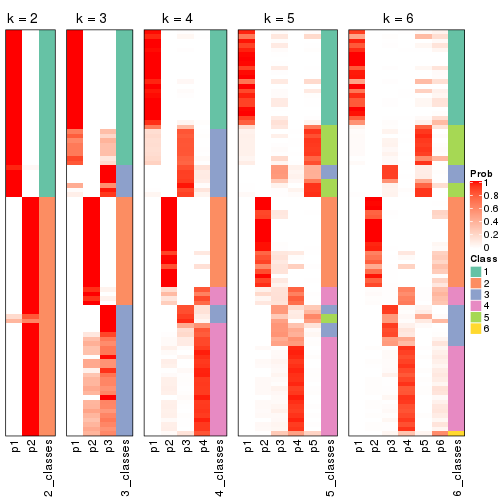 k = 2
k = 3
k = 4
k = 5
k = 6
p1
p2
2_classes
p1
p2
p3
3_classes
p1
p2
p3
p4
4_classes
p1
p2
p3
p4
p5
5_classes
p1
p2
p3
p4
p5
p6
6_classes
Prob
1
0.8
0.6
0.4
0.2
0
Class
1
2
3
4
5
6